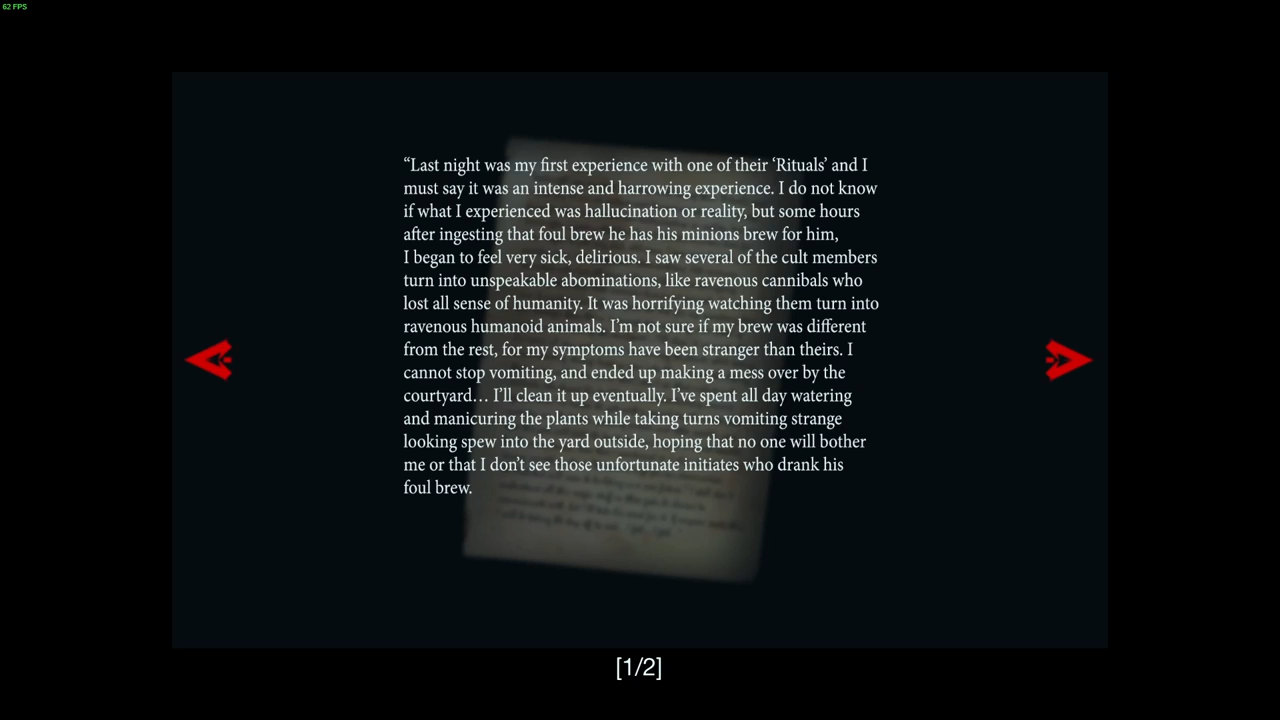 62 FPS
“Last night was my first experience with one of their ‘Rituals’ and I
must say it was an intense and harrowing experience. I do not know
if what I experienced was hallucination or reality, but some hours
after ingesting that foul brew he has his minions brew for him,
I began to feel very sick, delirious. I saw several of the cult members
turn into unspeakable abominations, like ravenous cannibals who
lost all sense of humanity. It was horrifying watching them turn into
ravenous humanoid animals. I’m not sure if my brew was different
from the rest, for my symptoms have been stranger than theirs. I
cannot stop vomiting, and ended up making a mess over by the
courtyard… I’ll clean it up eventually. I’ve spent all day watering
and manicuring the plants while taking turns vomiting strange
looking spew into the yard outside, hoping that no one will bother
me or that I don’t see those unfortunate initiates who drank his
foul brew.
[1/2]